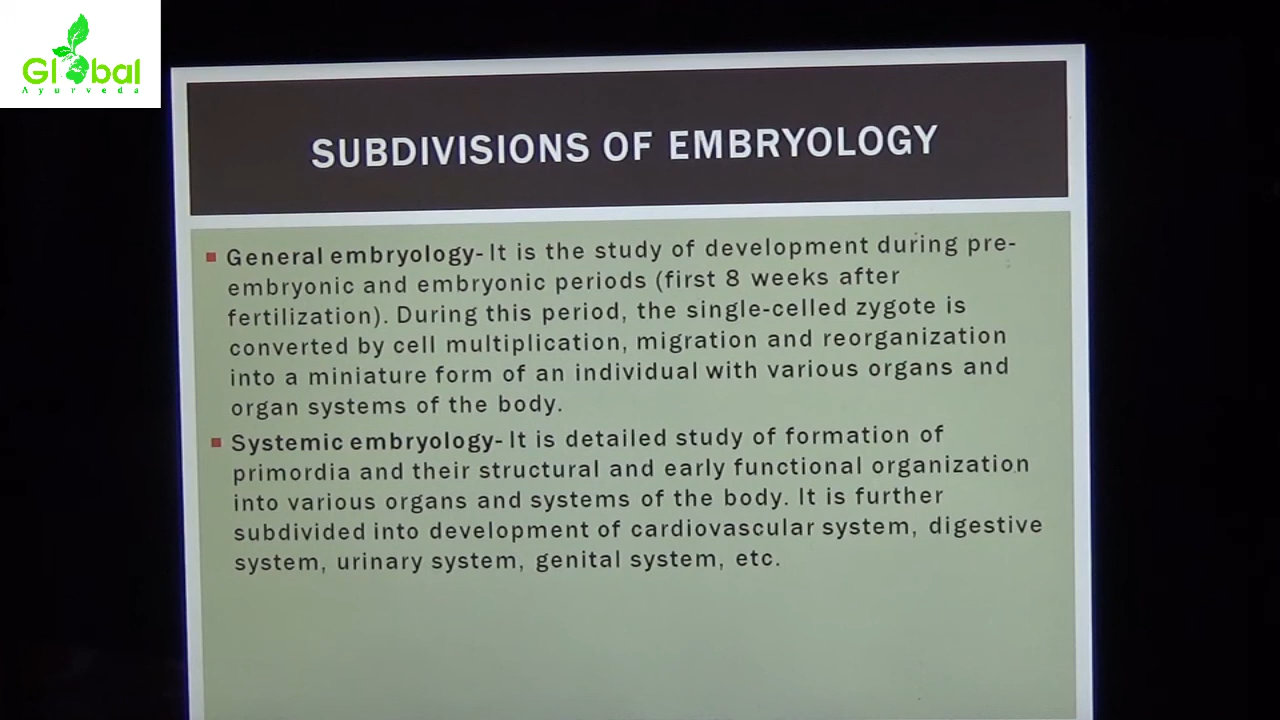 Global
Ayurveda
SUBDIVISIONS OF EMBRYOLOGY
General embryology- It is the study of development during pre-
embryonic and embryonic periods (first 8 weeks after
fertilization). During this period, the single-celled zygote is
converted by cell multiplication, migration and reorganization
into a miniature form of an individual with various organs and
organ systems of the body.
Systemic embryology- It is detailed study of formation of
primordia and their structural and early functional organization
into various organs and systems of the body. It is further
subdivided into development of cardiovascular system, digestive
system, urinary system, genital system, etc.